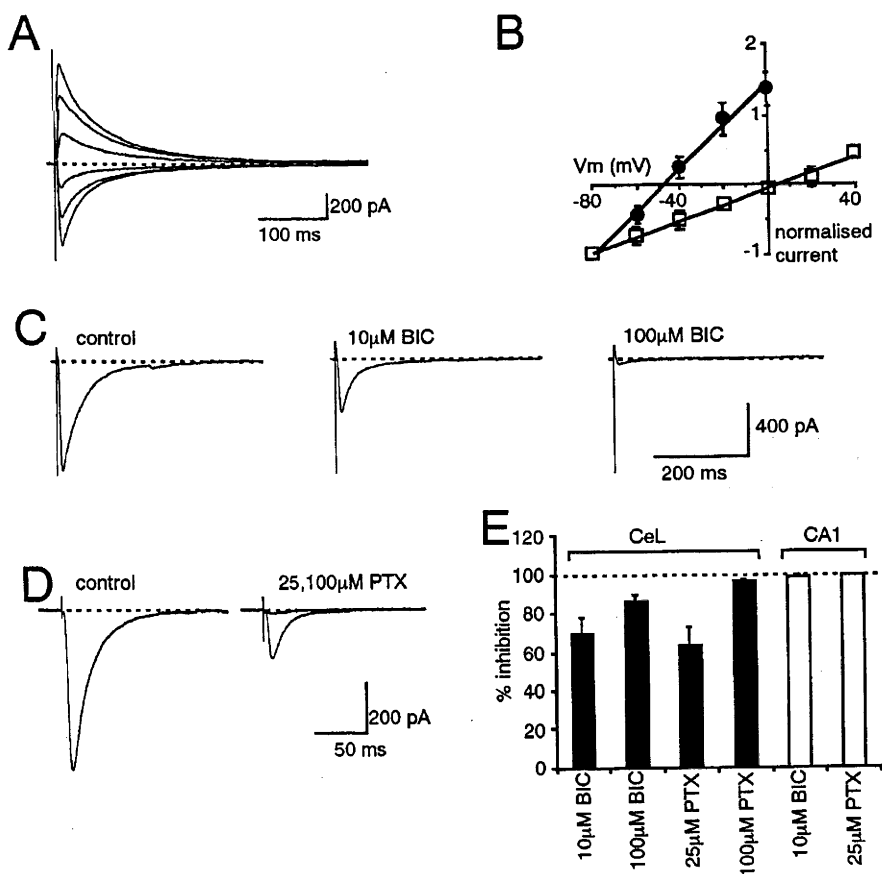 A
200 pA
100 ms
B
2
1
Vm (mV)
-80
-40
40
normalised
current
-1
C
control
10µM BIC
100µM BIC
400 pA
200 ms
D
control
25,100µM PTX
200 pA
50 ms
E
120
100
80
60
40
20
0
% inhibition
CeL
CA1
10µM BIC
100µM BIC
25µM PTX
100µM PTX
10µM BIC
25µM PTX